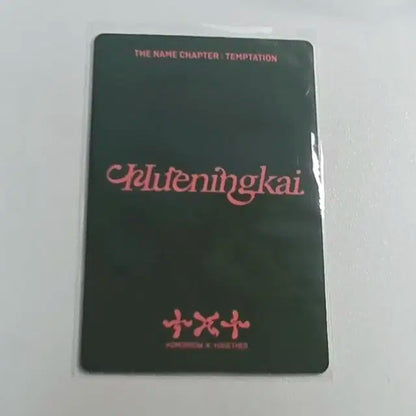 THE NAME CHAPTER : TEMPTATION
Hueningkai
TOMORROW X TOGETHER